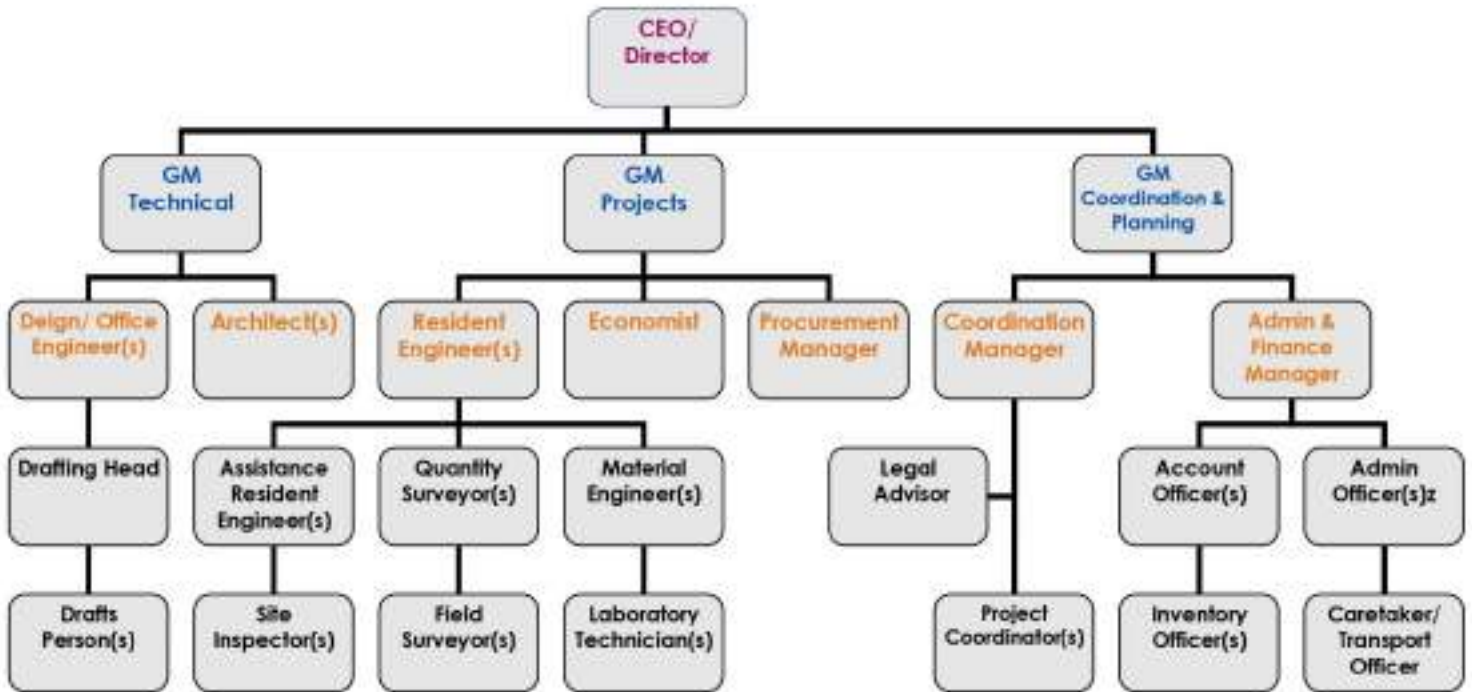 CEO/
Director
GM
Technical
GM
Projects
GM
Coordination &
Planning
Deign/ Office
Engineer(s)
Architect(s)
Resident
Engineer(s)
Economist
Procurement
Manager
Coordination
Manager
Admin &
Finance
Manager
Drafting Head
Assistance
Resident
Engineer(s)
Quantity
Surveyor(s)
Material
Engineer(s)
Legal
Advisor
Account
Officer(s)
Admin
Officer(s)z
Drafts
Person(s)
Site
Inspector(s)
Field
Surveyor(s)
Laboratory
Technician(s)
Project
Coordinator(s)
Inventory
Officer(s)
Caretaker/
Transport
Officer